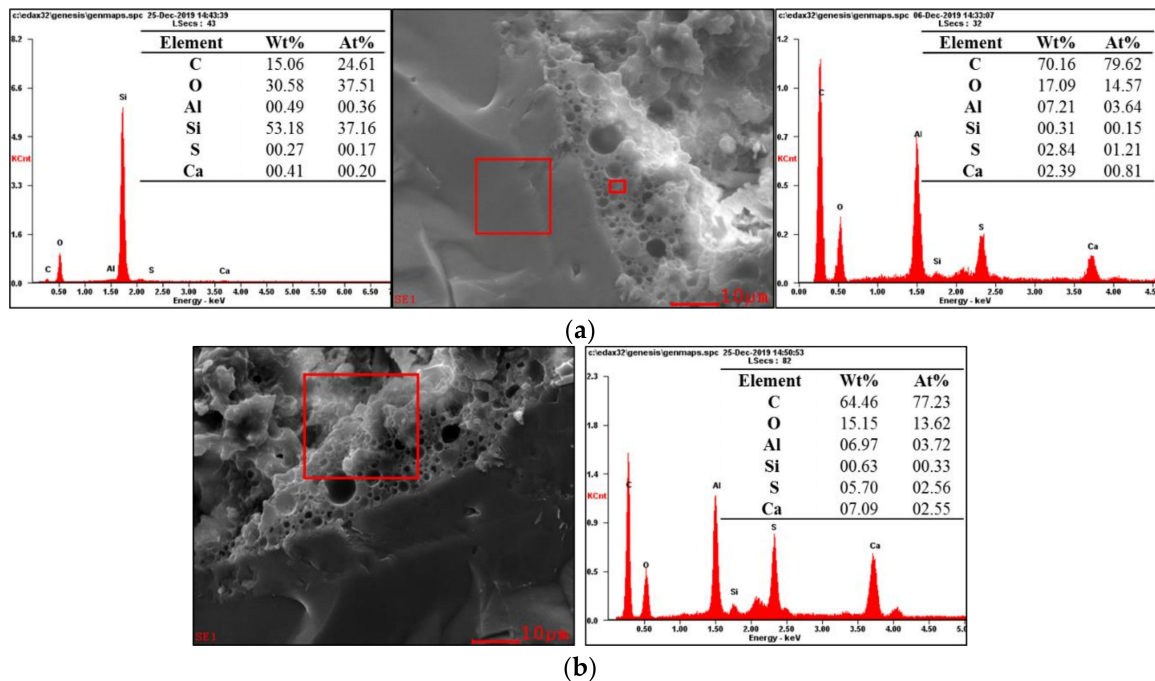 c:\edax32\genesis\genmaps.spc 25-Dec-2019 14:43:39
LSecs : 43
Element Wt% At%
C 15.06 24.61
O 30.58 37.51
Al 00.49 00.36
Si 53.18 37.16
S 00.27 00.17
Ca 00.41 00.20
8.2
6.6
4.9
KCnt
3.3
1.6
0.0
C O Al Si S Ca
0.50 1.00 1.50 2.00 2.50 3.00 3.50 4.00 4.50 5.00 5.50 6.00 6.50
Energy - keV
SE1
10μm
c:\edax32\genesis\genmaps.spc 06-Dec-2019 14:33:07
LSecs : 32
Element Wt% At%
C 70.16 79.62
O 17.09 14.57
Al 07.21 03.64
Si 00.31 00.15
S 02.84 01.21
Ca 02.39 00.81
1.2
1.0
0.7
KCnt
0.5
0.2
0.0
C O Al Si S Ca
0.00 0.50 1.00 1.50 2.00 2.50 3.00 3.50 4.00 4.5
Energy - keV
(a)
SE1
10μm
c:\edax32\genesis\genmaps.spc 25-Dec-2019 14:50:53
LSecs : 82
Element Wt% At%
C 64.46 77.23
O 15.15 13.62
Al 06.97 03.72
Si 00.63 00.33
S 05.70 02.56
Ca 07.09 02.55
2.3
1.8
1.4
KCnt
0.9
0.5
0.0
C O Al Si S Ca
0.50 1.00 1.50 2.00 2.50 3.00 3.50 4.00 4.50 5.0
Energy - keV
(b)